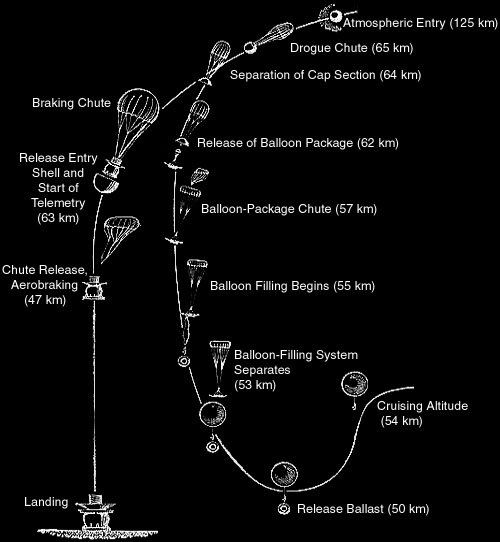 Atmospheric Entry (125 km)
Drogue Chute (65 km)
Separation of Cap Section (64 km)
Braking Chute
Release of Balloon Package (62 km)
Release Entry
Shell and
Start of
Telemetry
(63 km)
Balloon-Package Chute (57 km)
Chute Release,
Aerobraking
(47 km)
Balloon Filling Begins (55 km)
Balloon-Filling System
Separates
(53 km)
Cruising Altitude
(54 km)
Landing
Release Ballast (50 km)